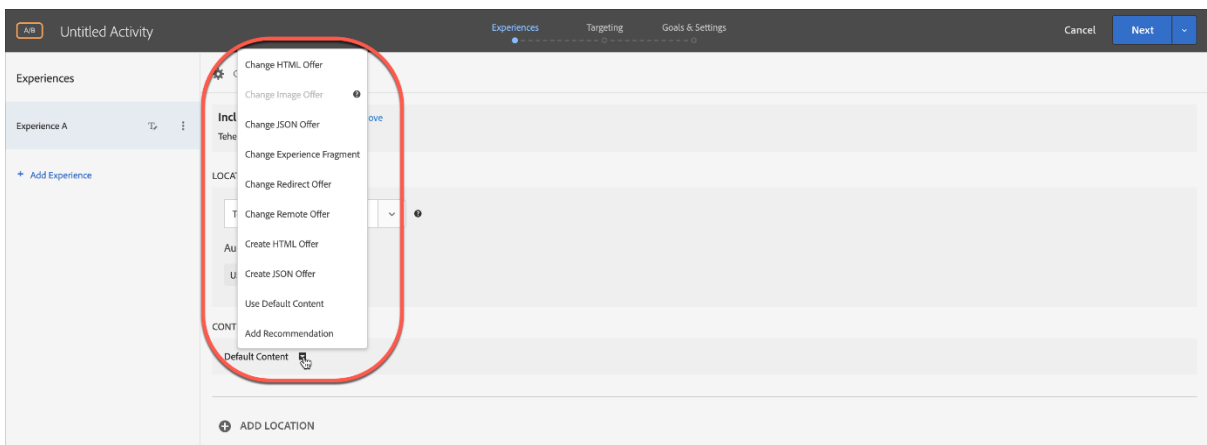 A/B Untitled Activity Experiences Targeting Goals & Settings Cancel Next
Experiences
Experience A
+ Add Experience
Change HTML Offer
Change Image Offer
Change JSON Offer
Change Experience Fragment
Change Redirect Offer
Change Remote Offer
Create HTML Offer
Create JSON Offer
Use Default Content
Add Recommendation
Default Content
ADD LOCATION